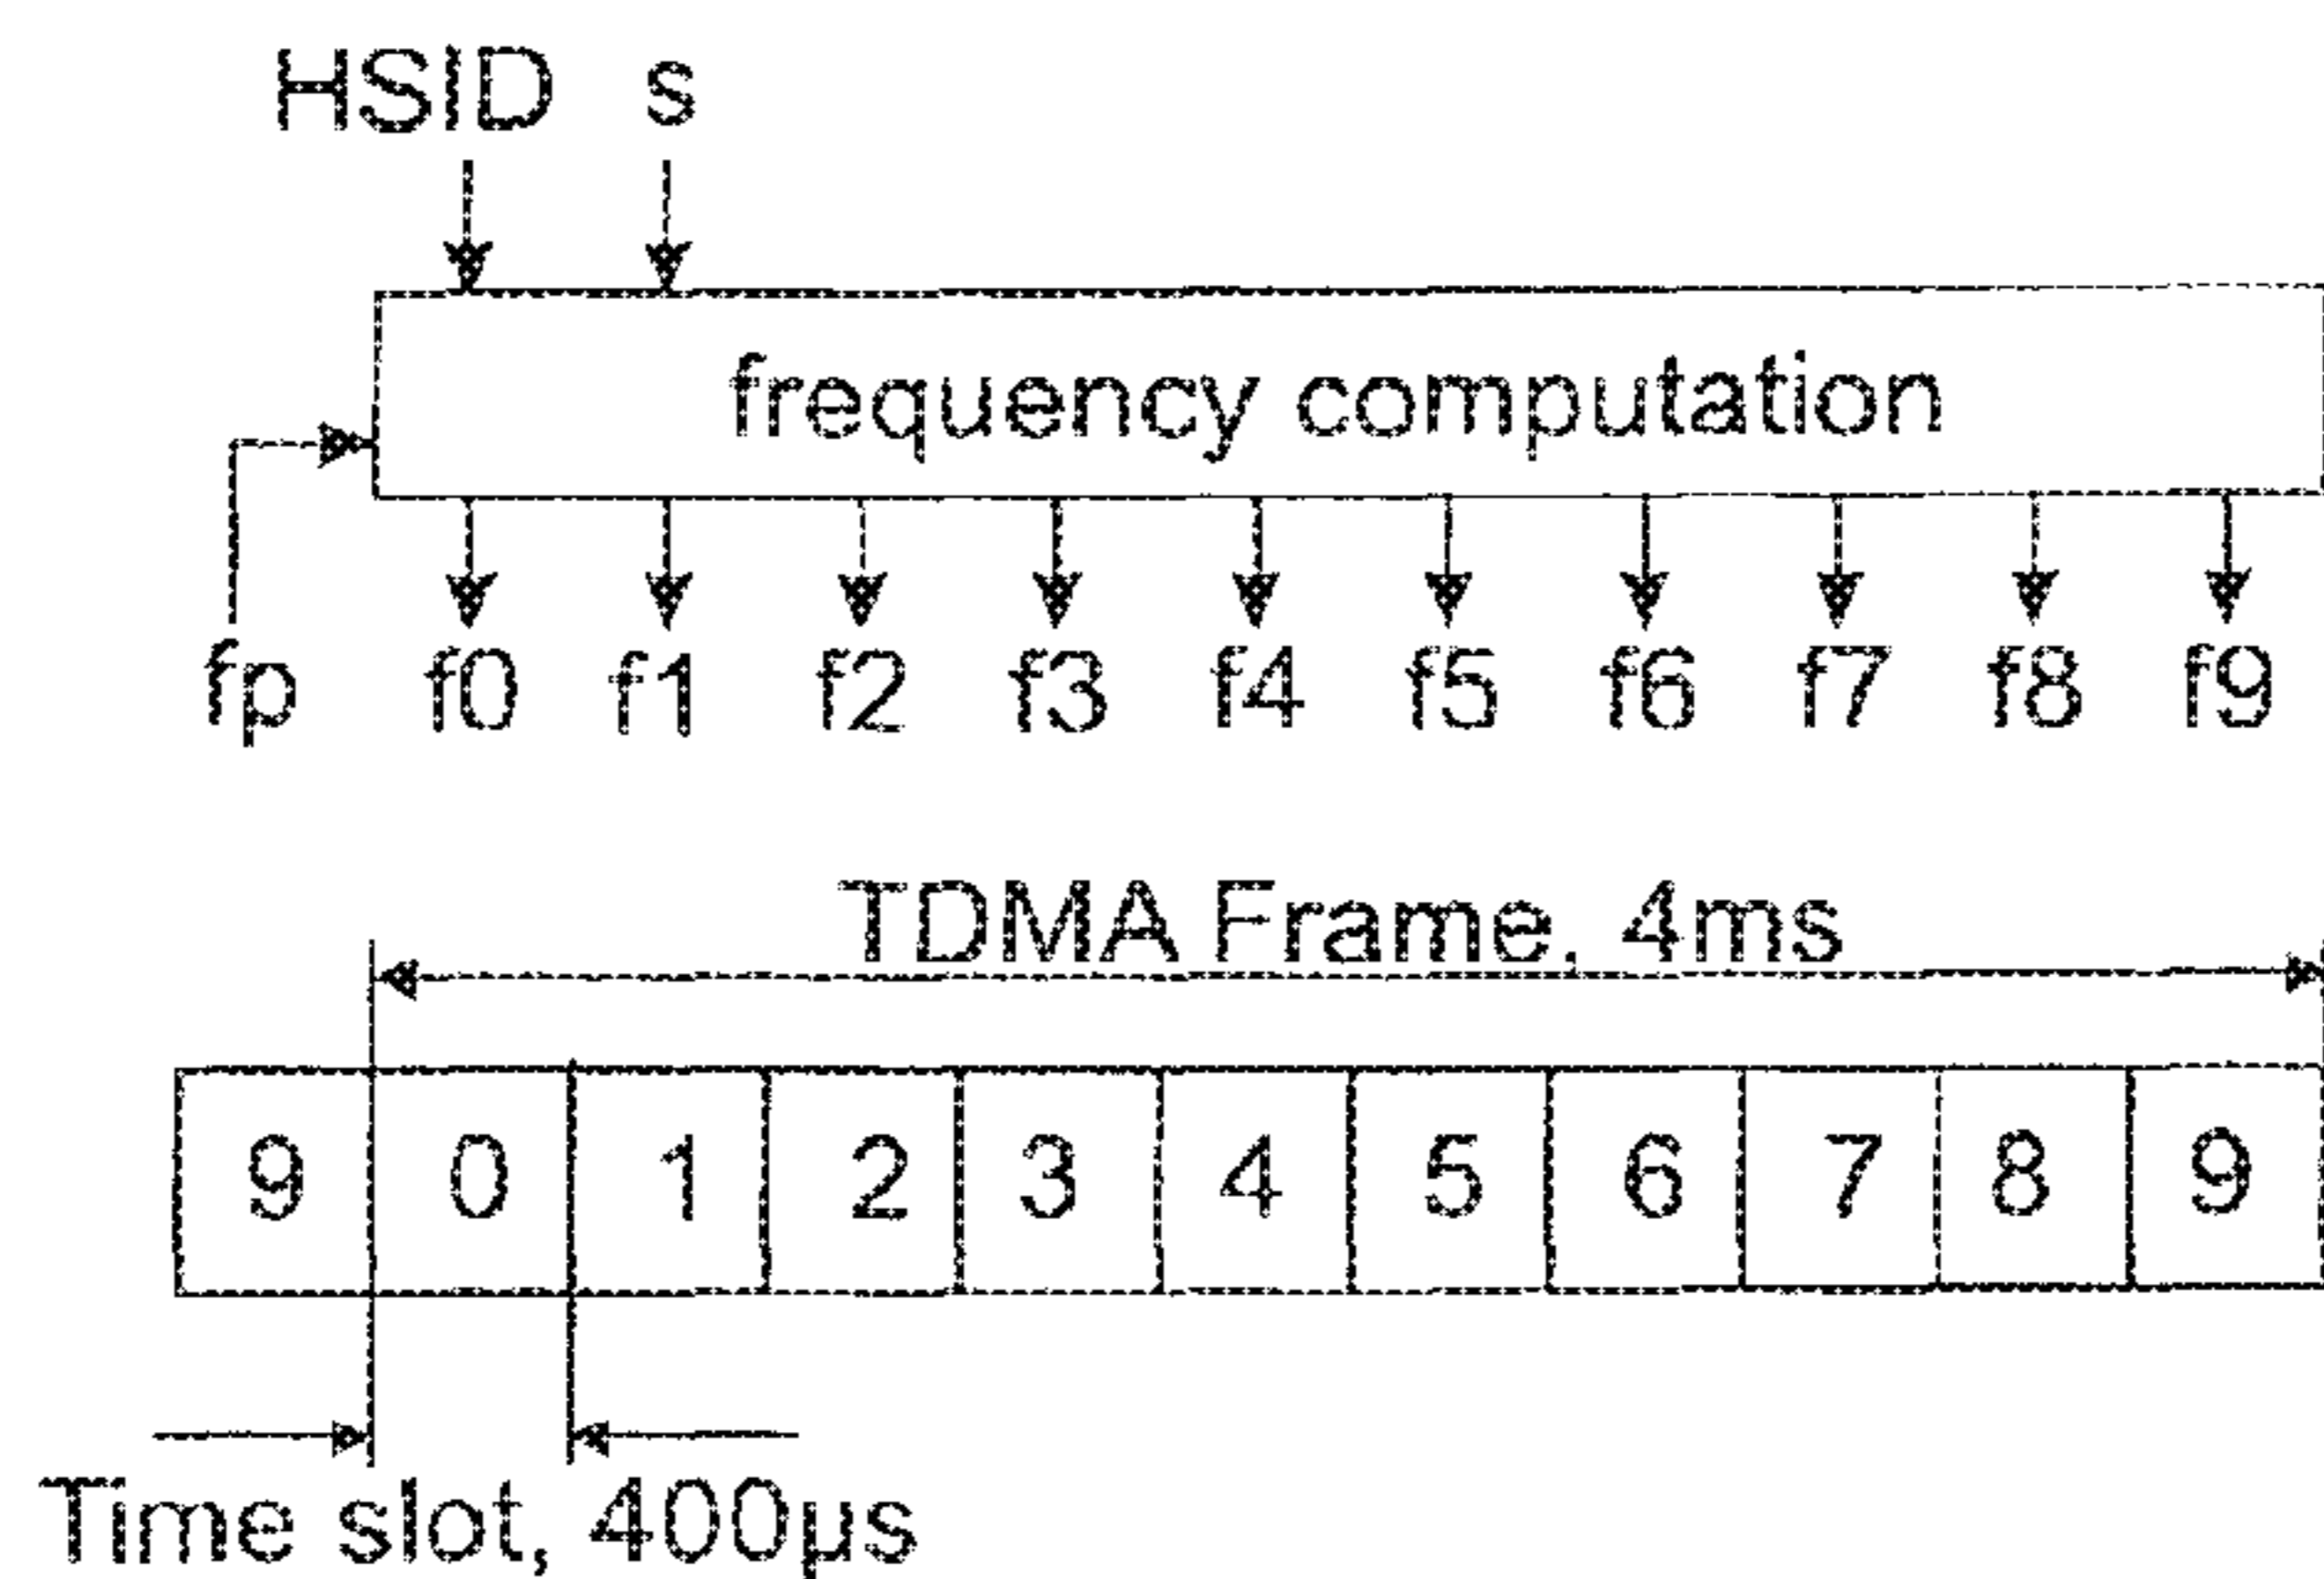 HSID s
frequency computation
fp f0 f1 f2 f3 f4 f5 f6 f7 f8 f9
TDMA Frame, 4ms
9 0 1 2 3 4 5 6 7 8 9
Time slot, 400µs